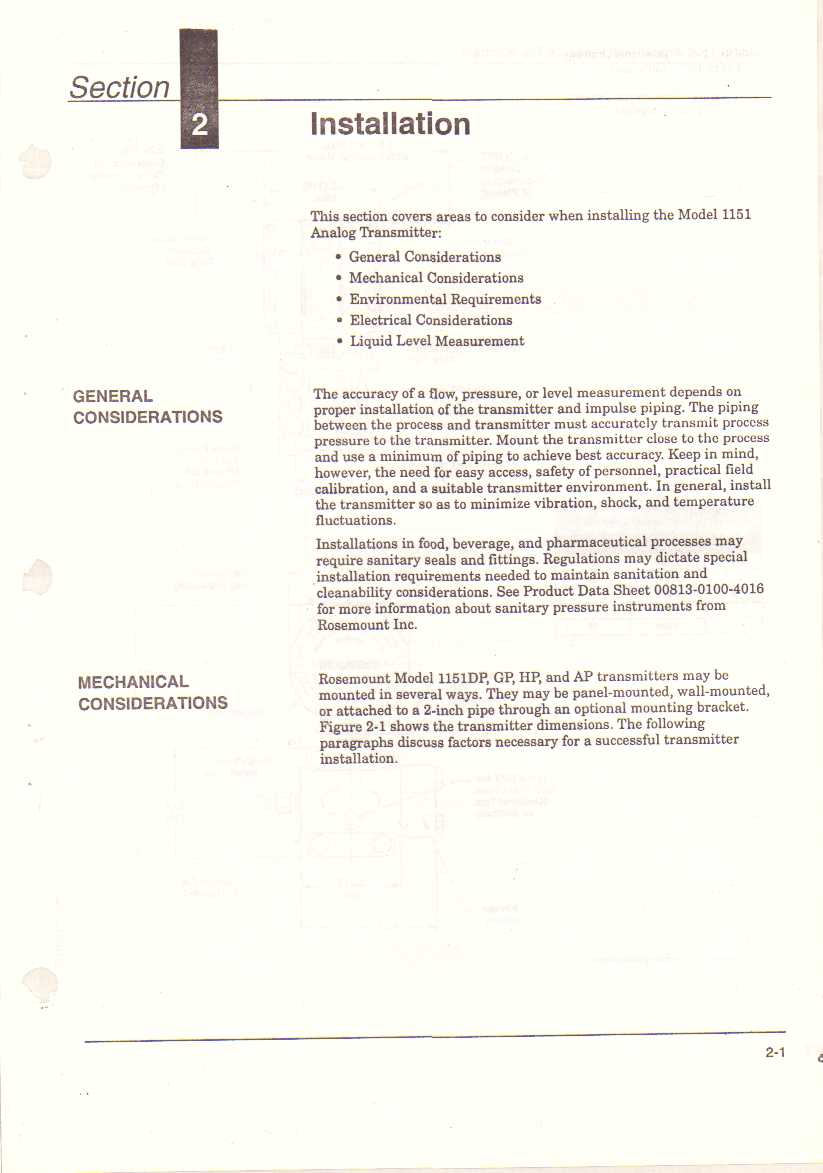 Section
2
Installation
This section covers areas to consider when installing the Model 1151
Analog Transmitter:
• General Considerations
• Mechanical Considerations
• Environmental Requirements
• Electrical Considerations
• Liquid Level Measurement
GENERAL
CONSIDERATIONS
The accuracy of a flow, pressure, or level measurement depends on
proper installation of the transmitter and impulse piping. The piping
between the process and transmitter must accurately transmit process
pressure to the transmitter. Mount the transmitter close to the process
and use a minimum of piping to achieve best accuracy. Keep in mind,
however, the need for easy access, safety of personnel, practical field
calibration, and a suitable transmitter environment. In general, install
the transmitter so as to minimize vibration, shock, and temperature
fluctuations.
Installations in food, beverage, and pharmaceutical processes may
require sanitary seals and fittings. Regulations may dictate special
installation requirements needed to maintain sanitation and
cleanability considerations. See Product Data Sheet 00813-0100-4016
for more information about sanitary pressure instruments from
Rosemount Inc.
MECHANICAL
CONSIDERATIONS
Rosemount Model 1151DP, GP, HP, and AP transmitters may be
mounted in several ways. They may be panel-mounted, wall-mounted,
or attached to a 2-inch pipe through an optional mounting bracket.
Figure 2-1 shows the transmitter dimensions. The following
paragraphs discuss factors necessary for a successful transmitter
installation.
2-1